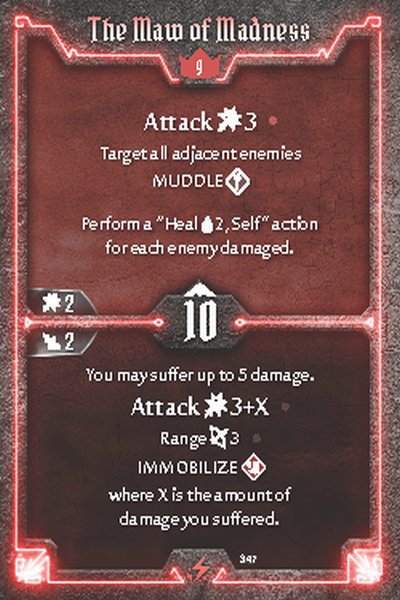 The Maw of Madness
9
Attack 3
Target all adjacent enemies
MUDDLE
Perform a "Heal 2, Self" action
for each enemy damaged.
2
10
2
You may suffer up to 5 damage.
Attack 3+X
Range 3
IMMOBILIZE
where X is the amount of
damage you suffered.
347